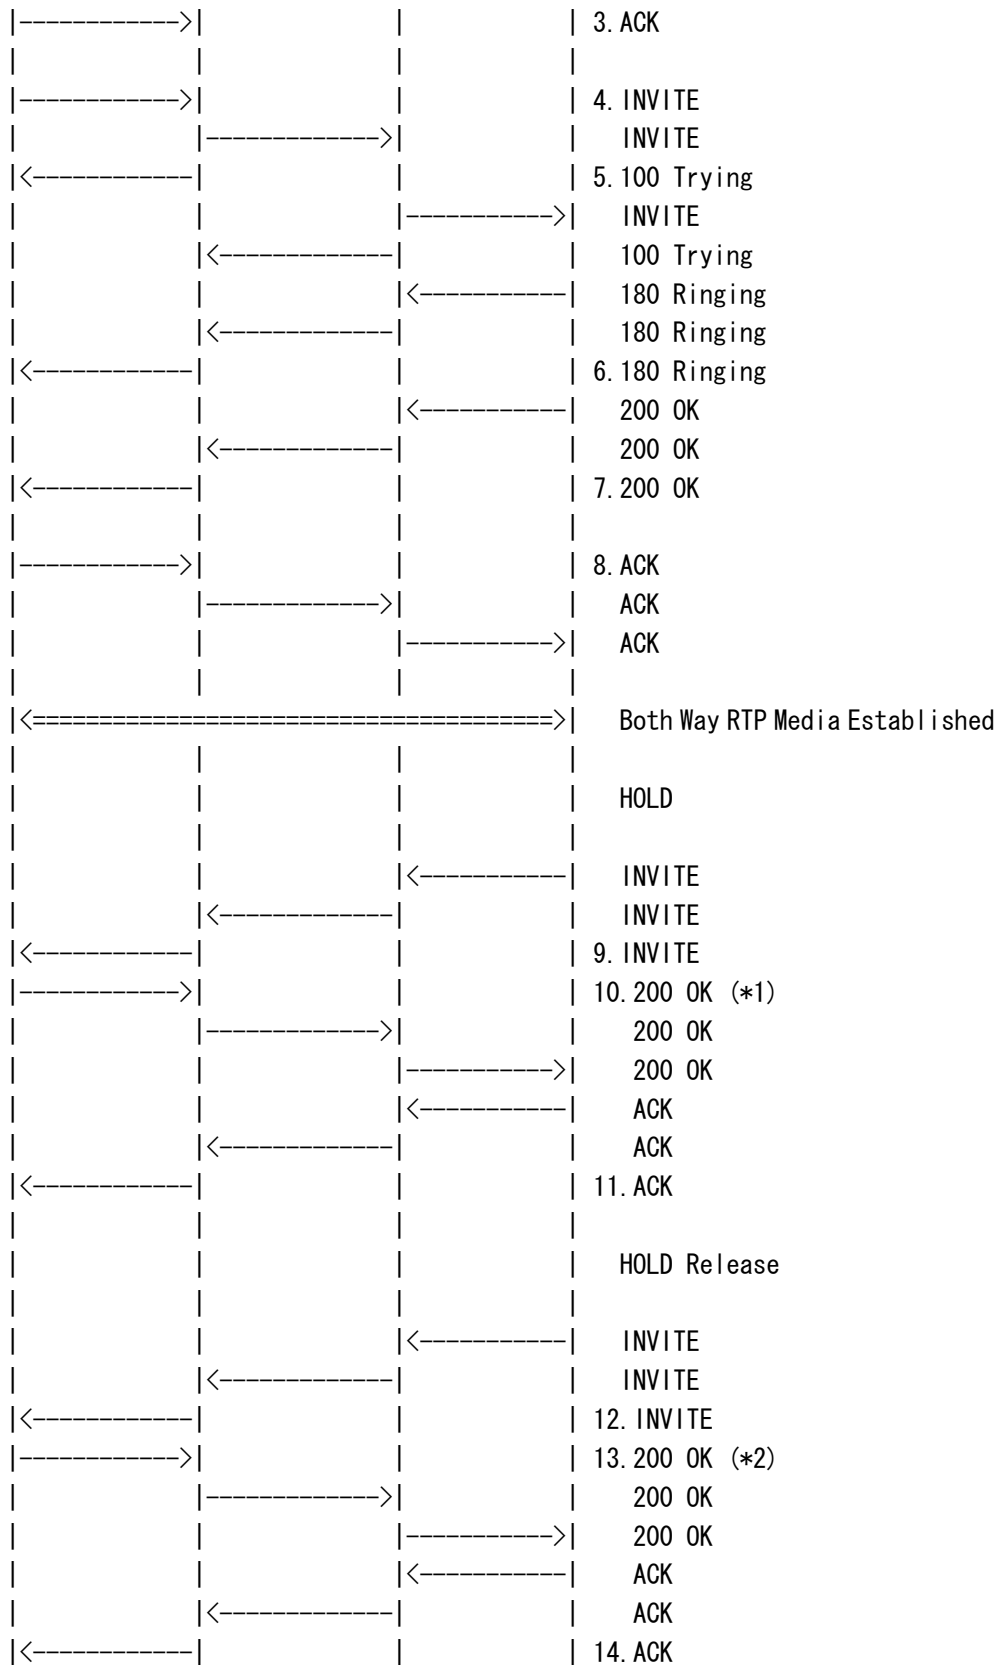 |------------>| | | 3.ACK
| | | |
|------------>| | | 4.INVITE
| |------------->| | INVITE
|<------------| | | 5.100 Trying
| | |----------->| INVITE
| |<-------------| | 100 Trying
| | |<-----------| 180 Ringing
| |<-------------| | 180 Ringing
|<------------| | | 6.180 Ringing
| | |<-----------| 200 OK
| |<-------------| | 200 OK
|<------------| | | 7.200 OK
| | | |
|------------>| | | 8.ACK
| |------------->| | ACK
| | |----------->| ACK
| | | |
|<=======================================>| Both Way RTP Media Established
| | | |
| | | | HOLD
| | | |
| | |<-----------| INVITE
| |<-------------| | INVITE
|<------------| | | 9.INVITE
|------------>| | | 10.200 OK (*1)
| |------------->| | 200 OK
| | |----------->| 200 OK
| | |<-----------| ACK
| |<-------------| | ACK
|<------------| | | 11.ACK
| | | |
| | | | HOLD Release
| | | |
| | |<-----------| INVITE
| |<-------------| | INVITE
|<------------| | | 12.INVITE
|------------>| | | 13.200 OK (*2)
| |------------->| | 200 OK
| | |----------->| 200 OK
| | |<-----------| ACK
| |<-------------| | ACK
|<------------| | | 14.ACK